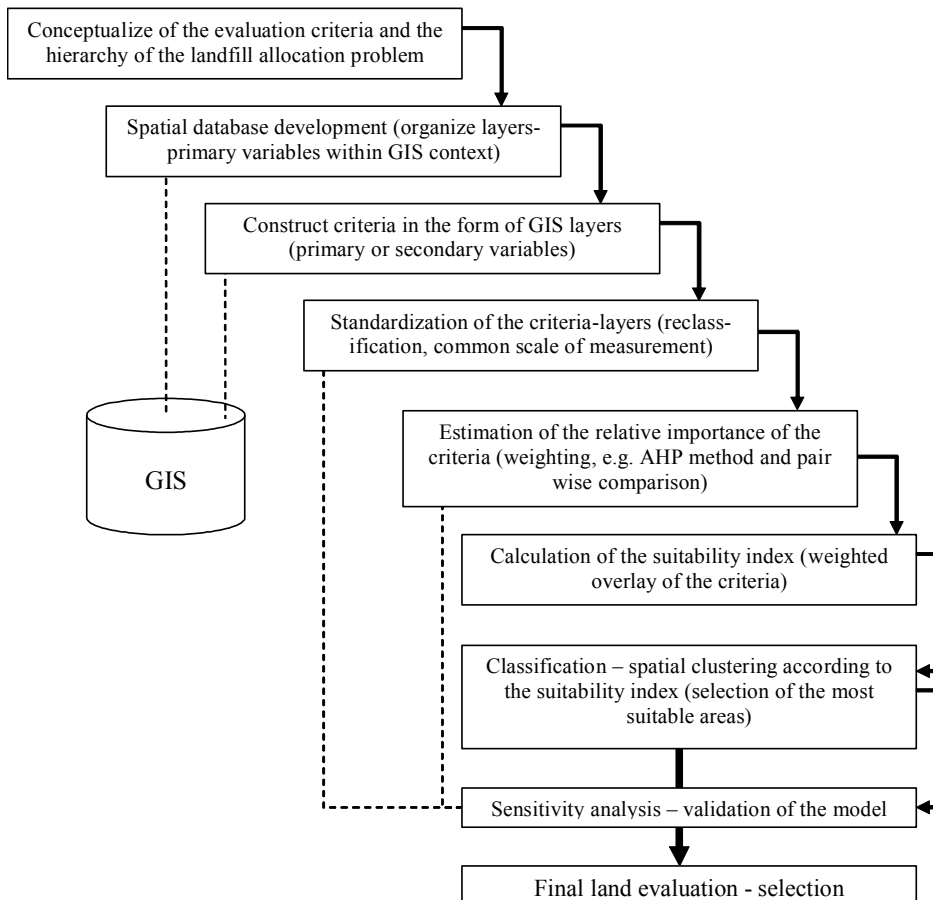 Conceptualize of the evaluation criteria and the
hierarchy of the landfill allocation problem
Spatial database development (organize layers-
primary variables within GIS context)
Construct criteria in the form of GIS layers
(primary or secondary variables)
Standardization of the criteria-layers (reclass-
ification, common scale of measurement)
Estimation of the relative importance of the
criteria (weighting, e.g. AHP method and pair
wise comparison)
GIS
Calculation of the suitability index (weighted
overlay of the criteria)
Classification – spatial clustering according to
the suitability index (selection of the most
suitable areas)
Sensitivity analysis – validation of the model
Final land evaluation - selection